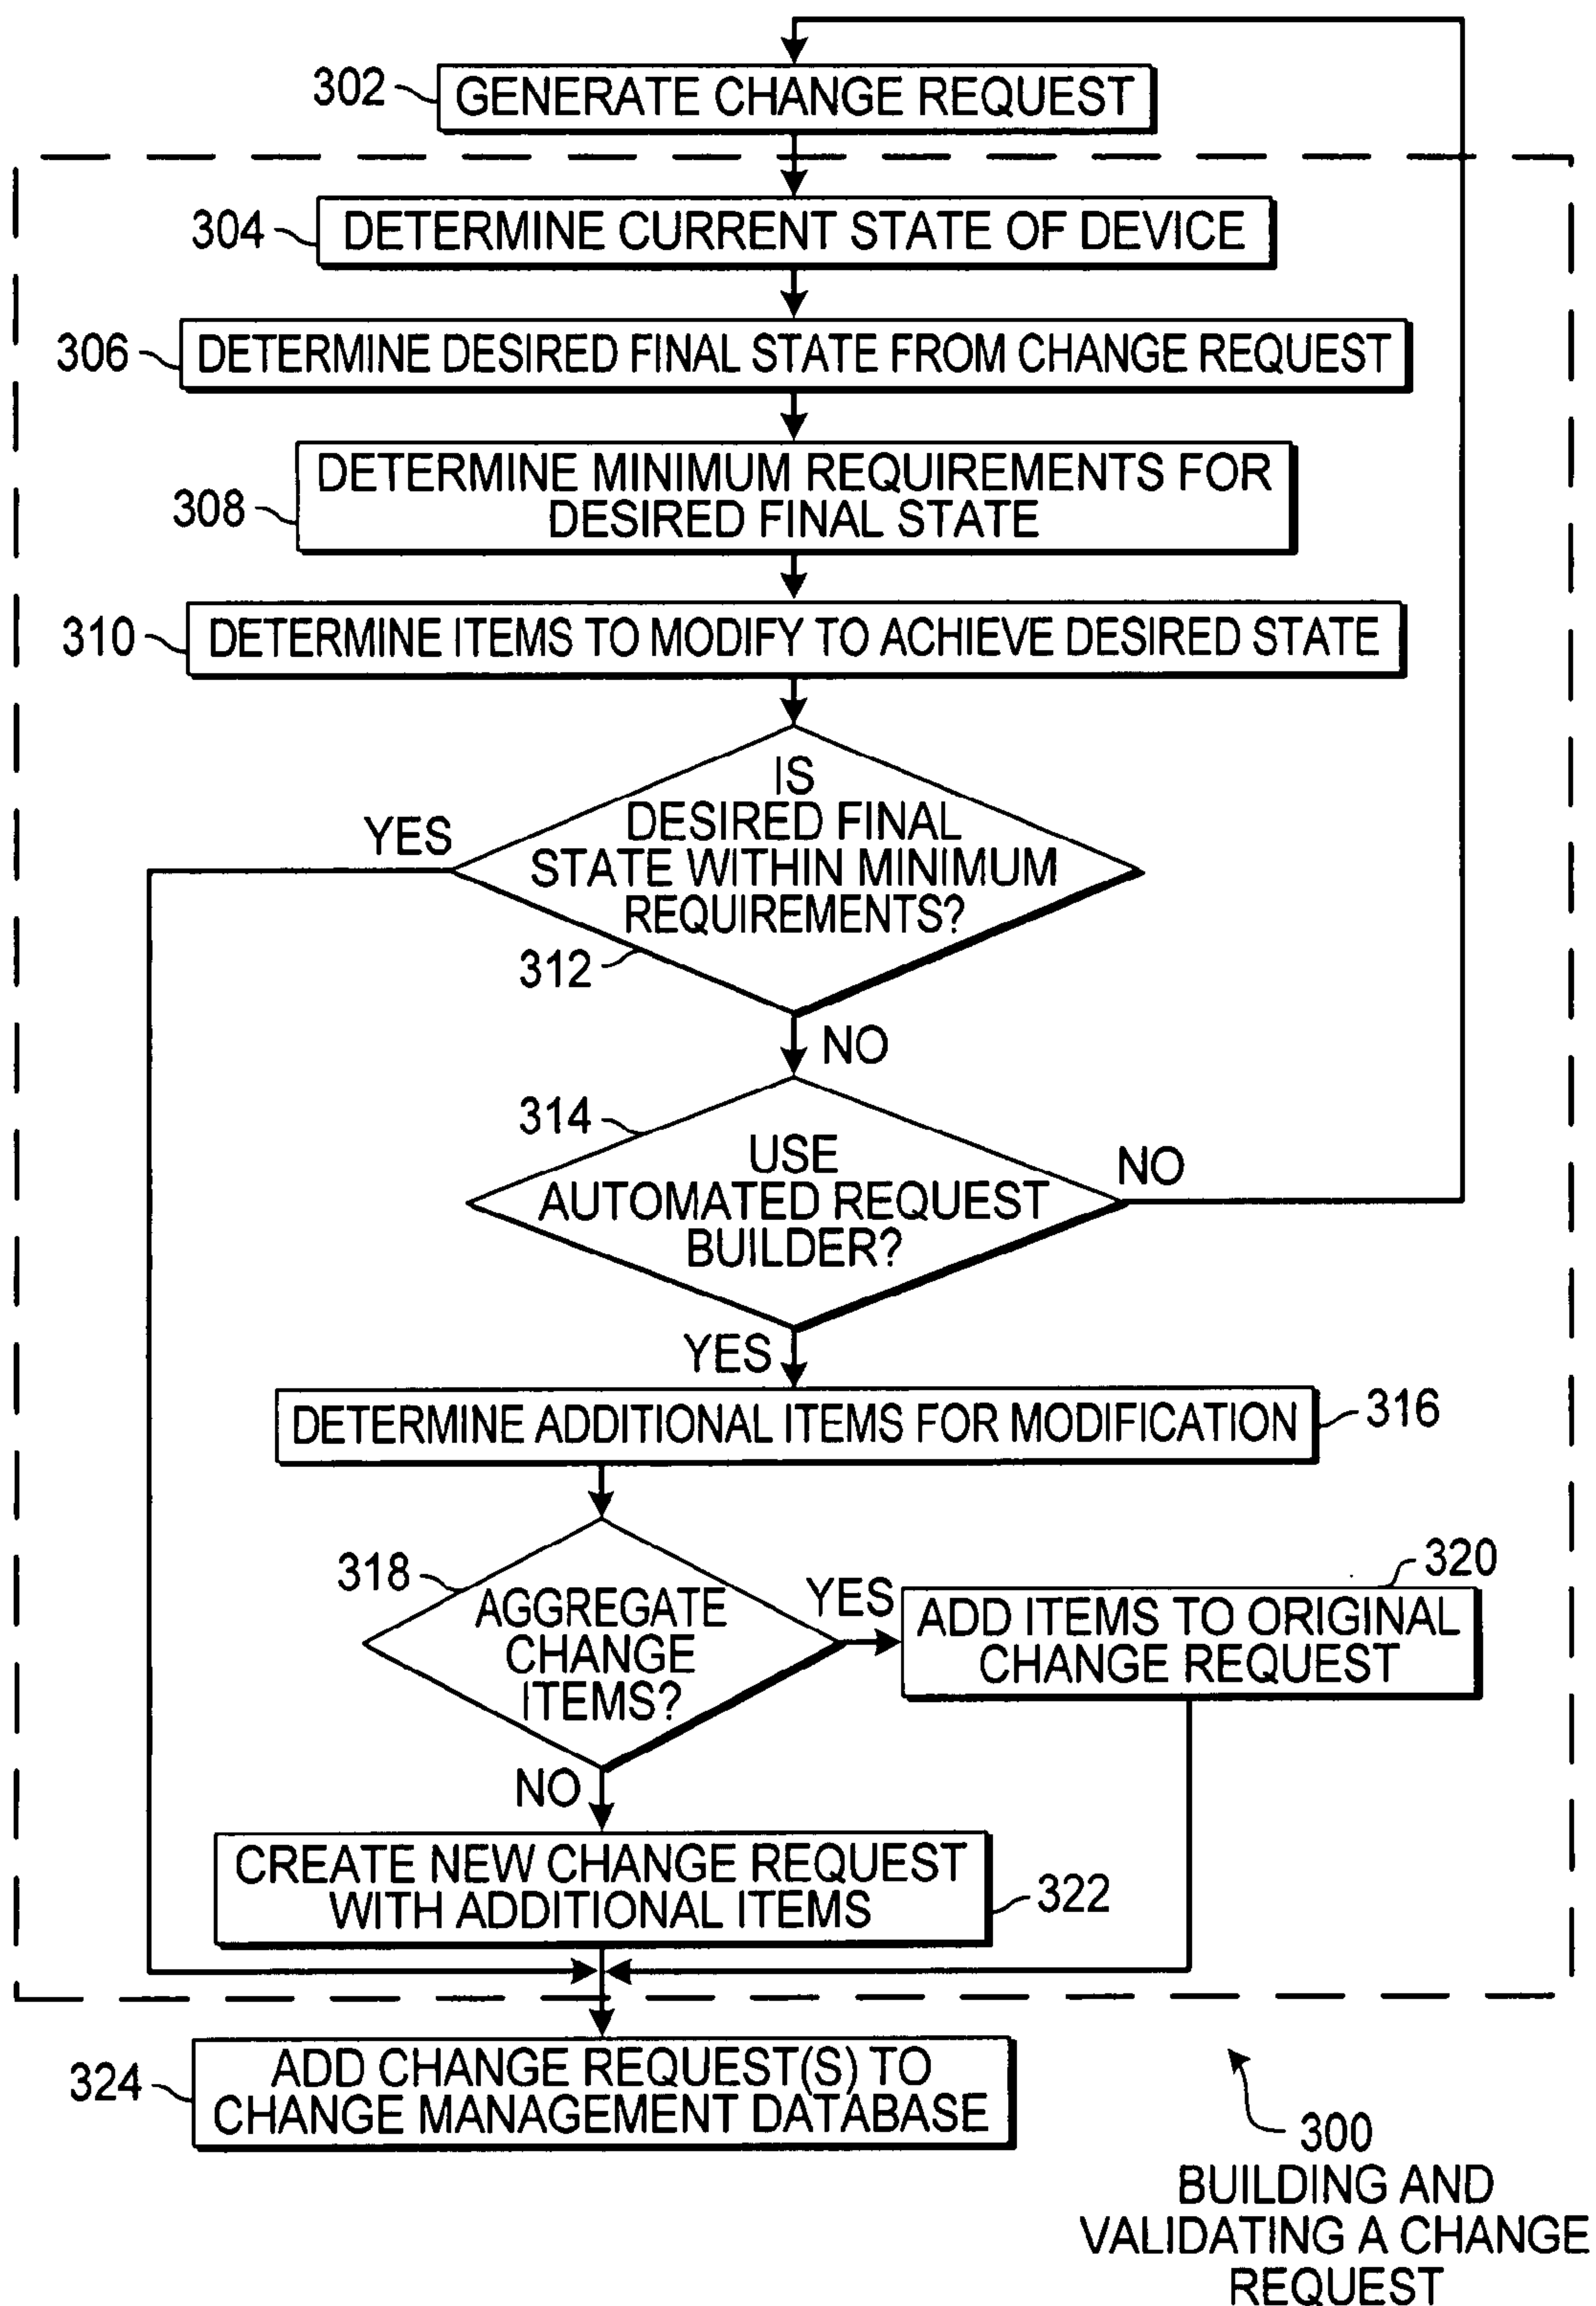 302
GENERATE CHANGE REQUEST
304
DETERMINE CURRENT STATE OF DEVICE
306
DETERMINE DESIRED FINAL STATE FROM CHANGE REQUEST
308
DETERMINE MINIMUM REQUIREMENTS FOR
DESIRED FINAL STATE
310
DETERMINE ITEMS TO MODIFY TO ACHIEVE DESIRED STATE
IS
DESIRED FINAL
STATE WITHIN MINIMUM
REQUIREMENTS?
YES
312
NO
314
USE
AUTOMATED REQUEST
BUILDER?
NO
YES
DETERMINE ADDITIONAL ITEMS FOR MODIFICATION
316
318
AGGREGATE
CHANGE
ITEMS?
YES
320
ADD ITEMS TO ORIGINAL
CHANGE REQUEST
NO
CREATE NEW CHANGE REQUEST
WITH ADDITIONAL ITEMS
322
324
ADD CHANGE REQUEST(S) TO
CHANGE MANAGEMENT DATABASE
300
BUILDING AND
VALIDATING A CHANGE
REQUEST